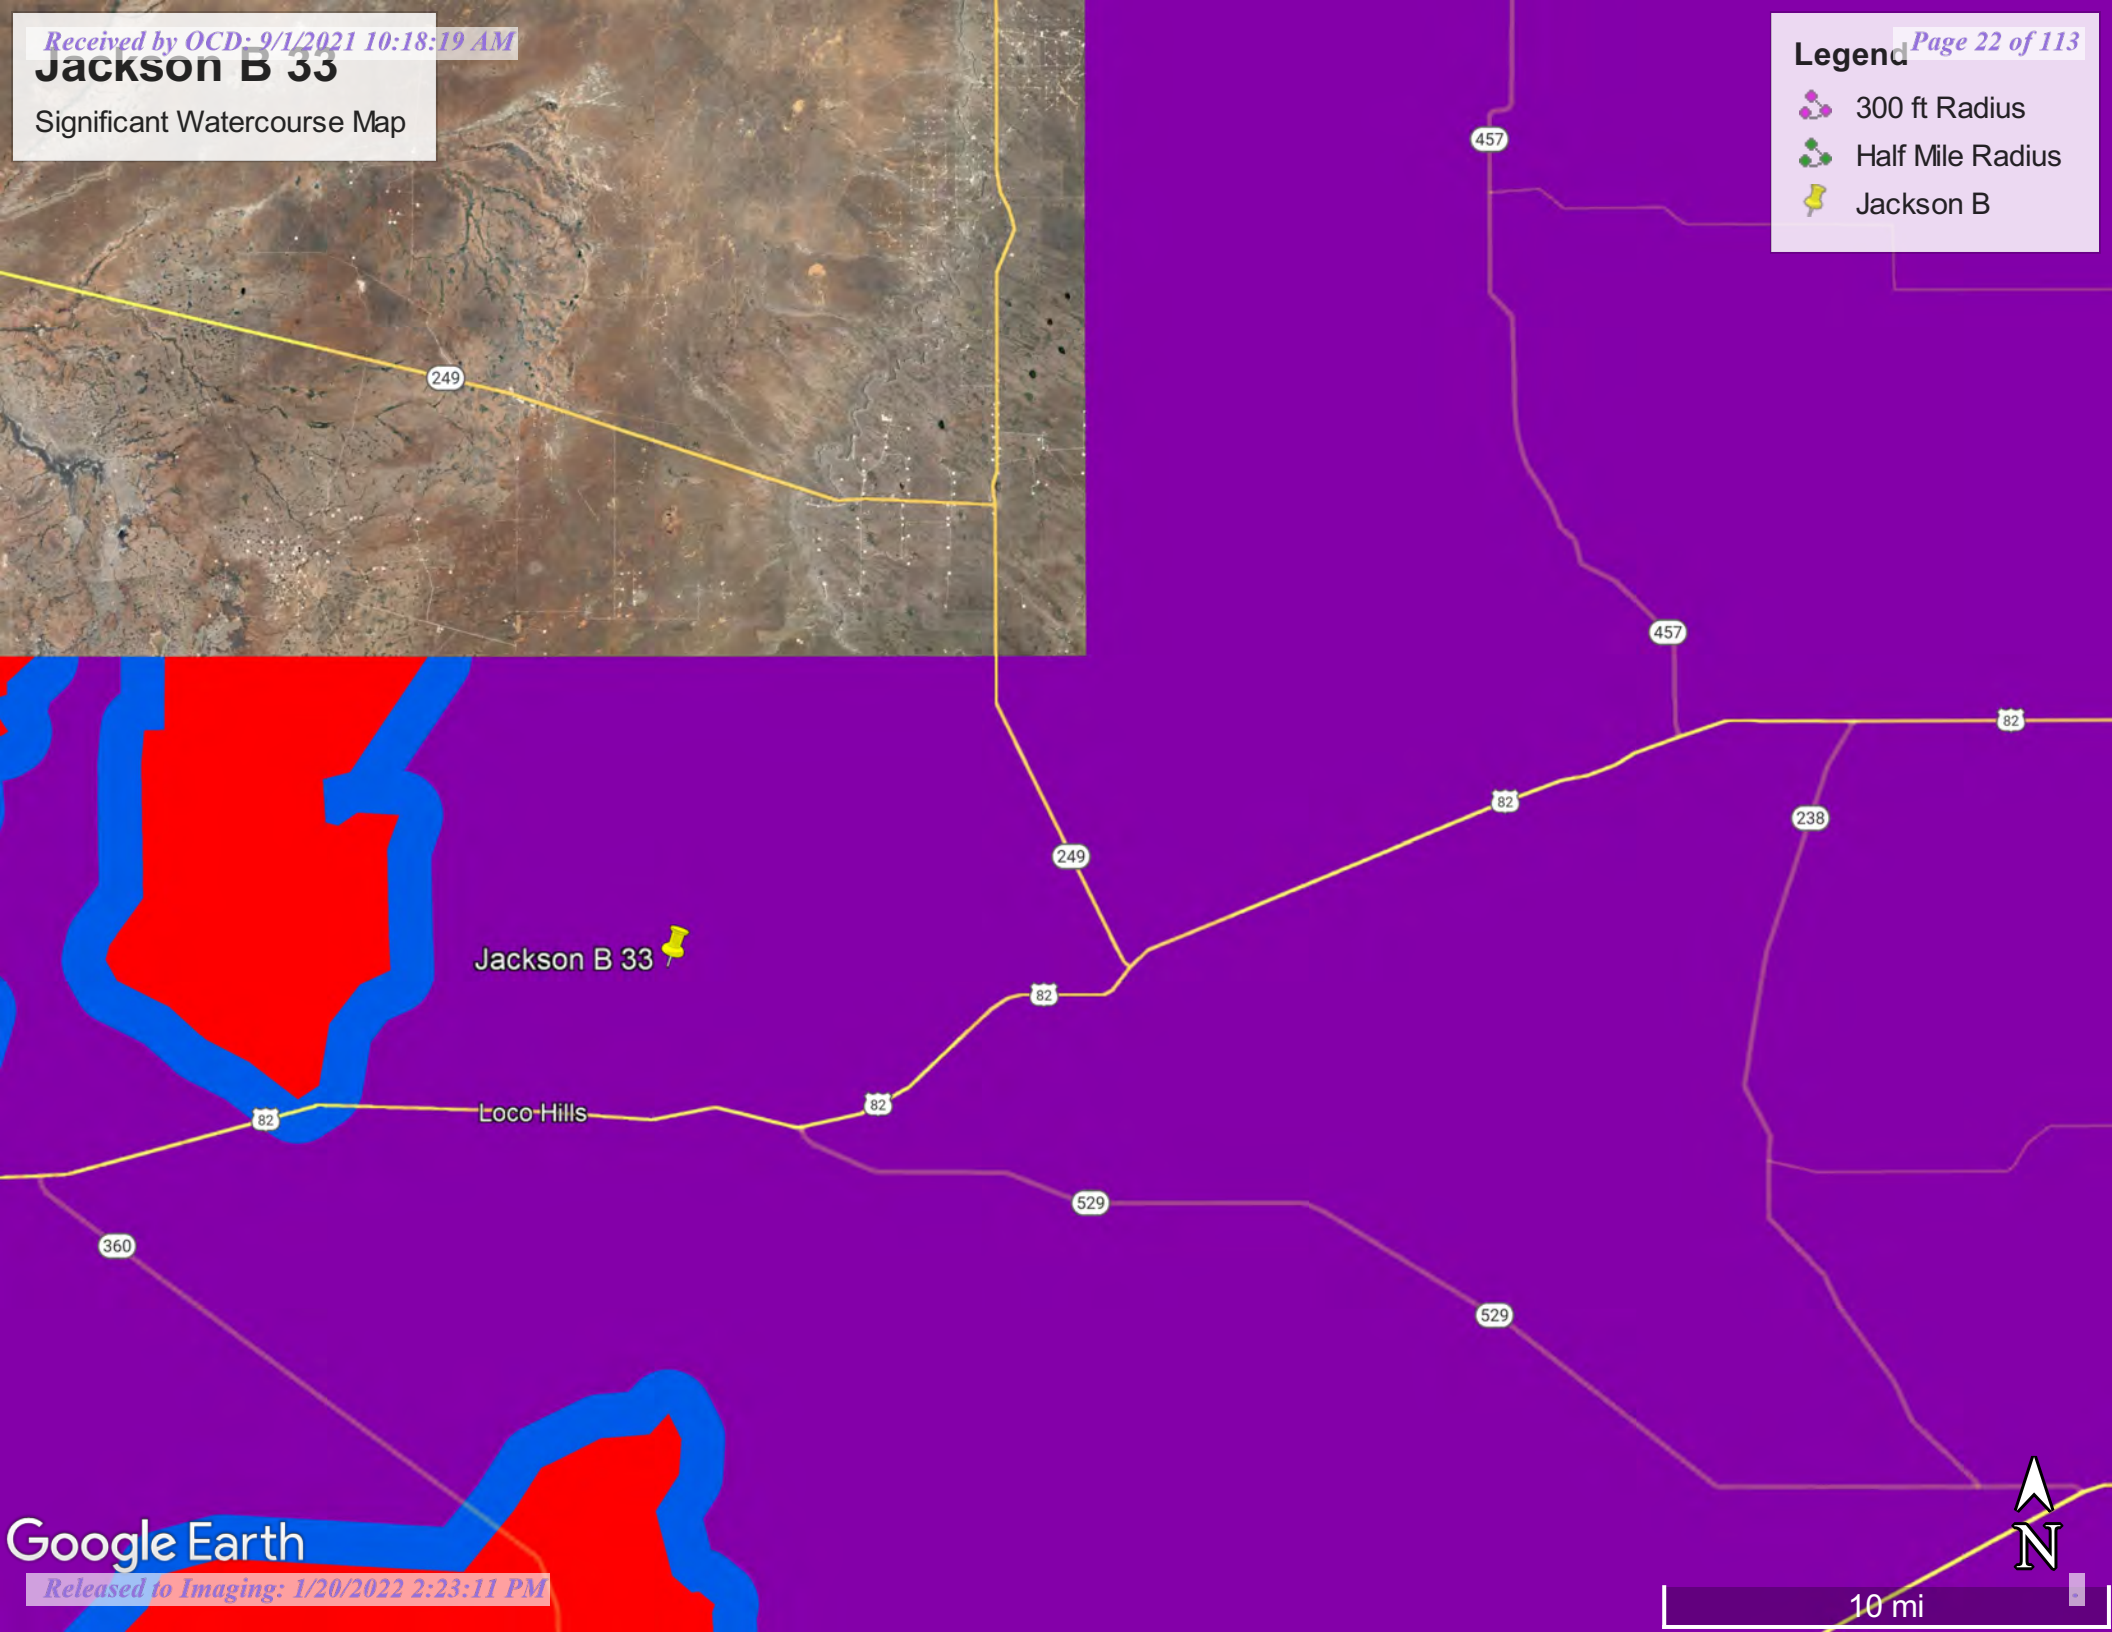 Received by OCD: 9/1/2021 10:18:19 AM
Jackson B 33
Significant Watercourse Map
Page 22 of 113
Legend
300 ft Radius
Half Mile Radius
Jackson B
457
249
457
82
82
238
249
Jackson B 33
82
82
Loco Hills
82
529
360
529
Google Earth
N
Released to Imaging: 1/20/2022 2:23:11 PM
10 mi